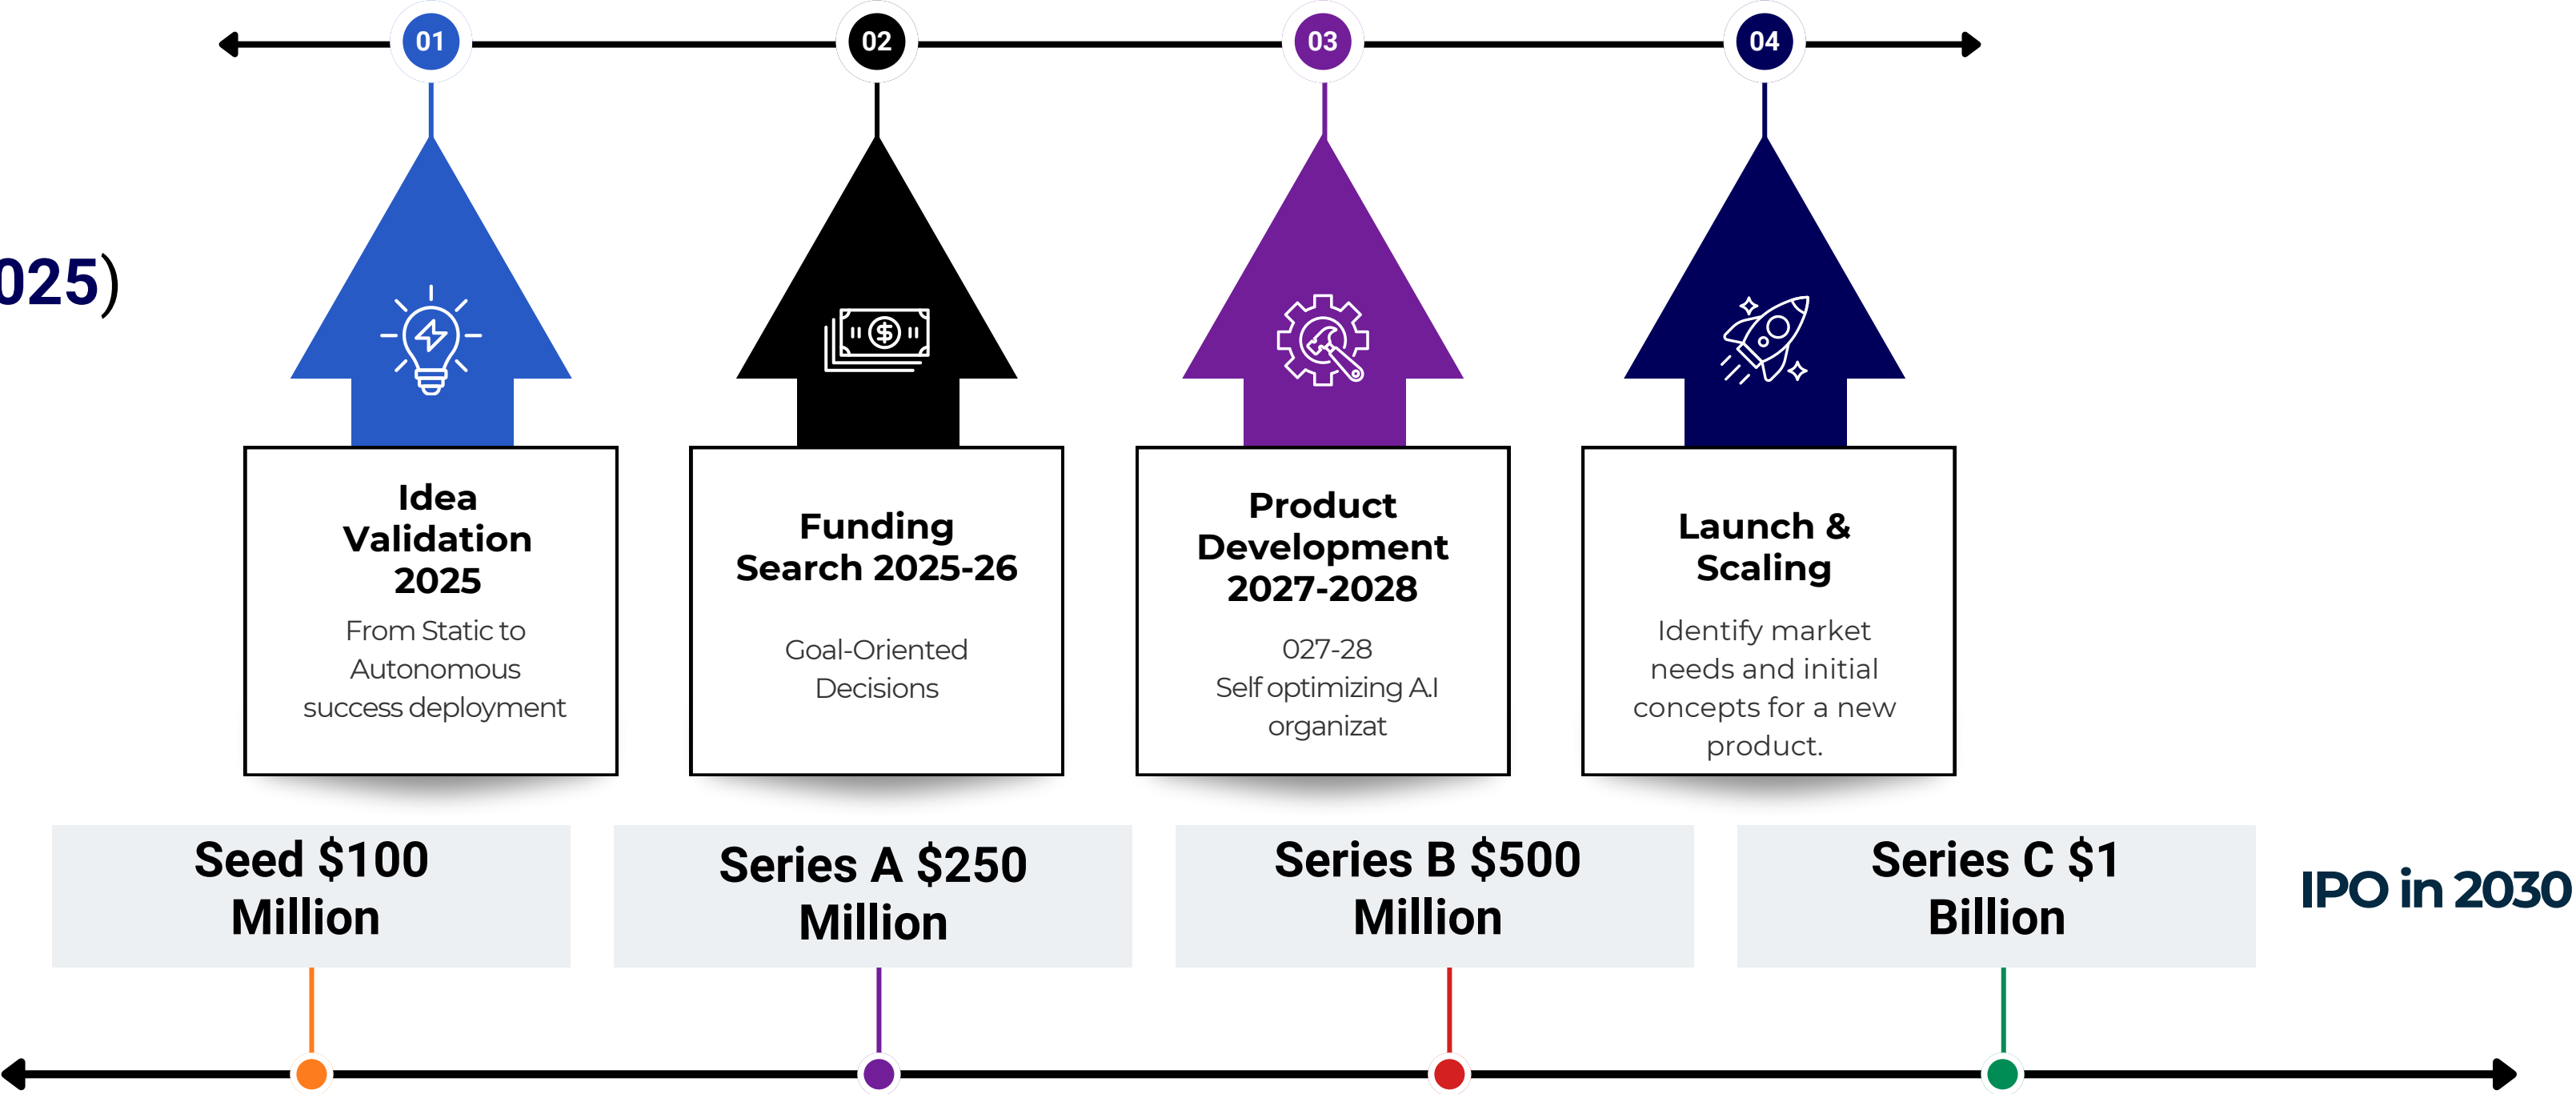 01
02
03
04
025)
Idea
Validation
2025
From Static to
Autonomous
success deployment
Funding
Search 2025-26
Goal-Oriented
Decisions
Product
Development
2027-2028
027-28
Self optimizing A.I
organizat
Launch &
Scaling
Identify market
needs and initial
concepts for a new
product.
Seed $100
Million
Series A $250
Million
Series B $500
Million
Series C $1
Billion
IPO in 2030